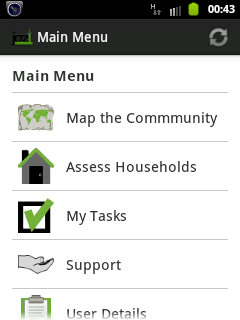 H
00:43
Main Menu
Main Menu
Map the Commmunity
Assess Households
My Tasks
Support
User Details